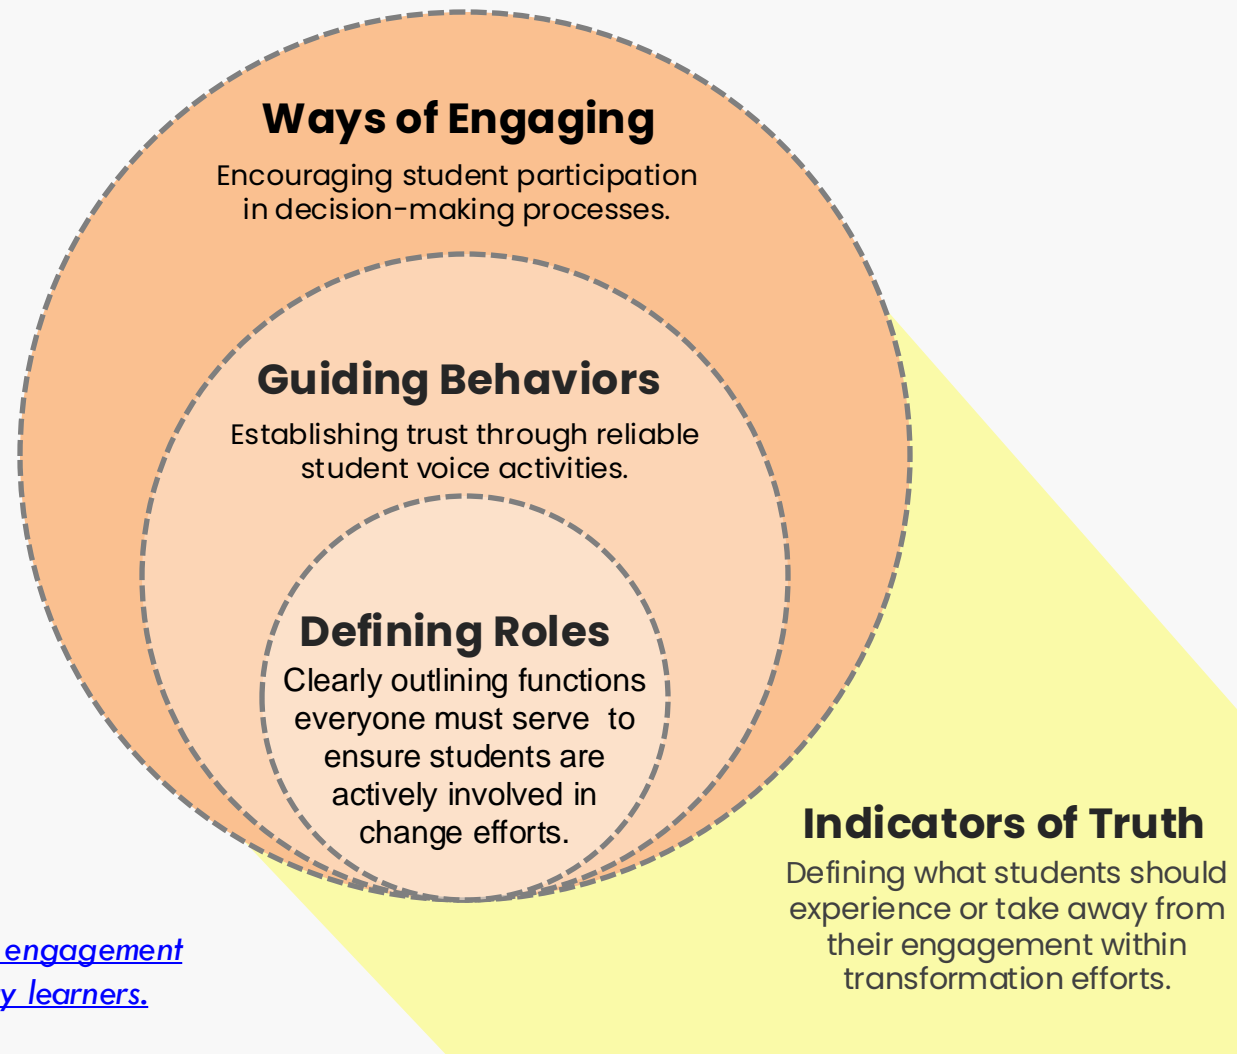 Ways of Engaging
Encouraging student participation
in decision-making processes.
Guiding Behaviors
Establishing trust through reliable
student voice activities.
Defining Roles
Clearly outlining functions
everyone must serve  to
ensure students are
actively involved in
change efforts.
Indicators of Truth
Defining what students should
experience or take away from
their engagement within
transformation efforts.
engagement
y learners.